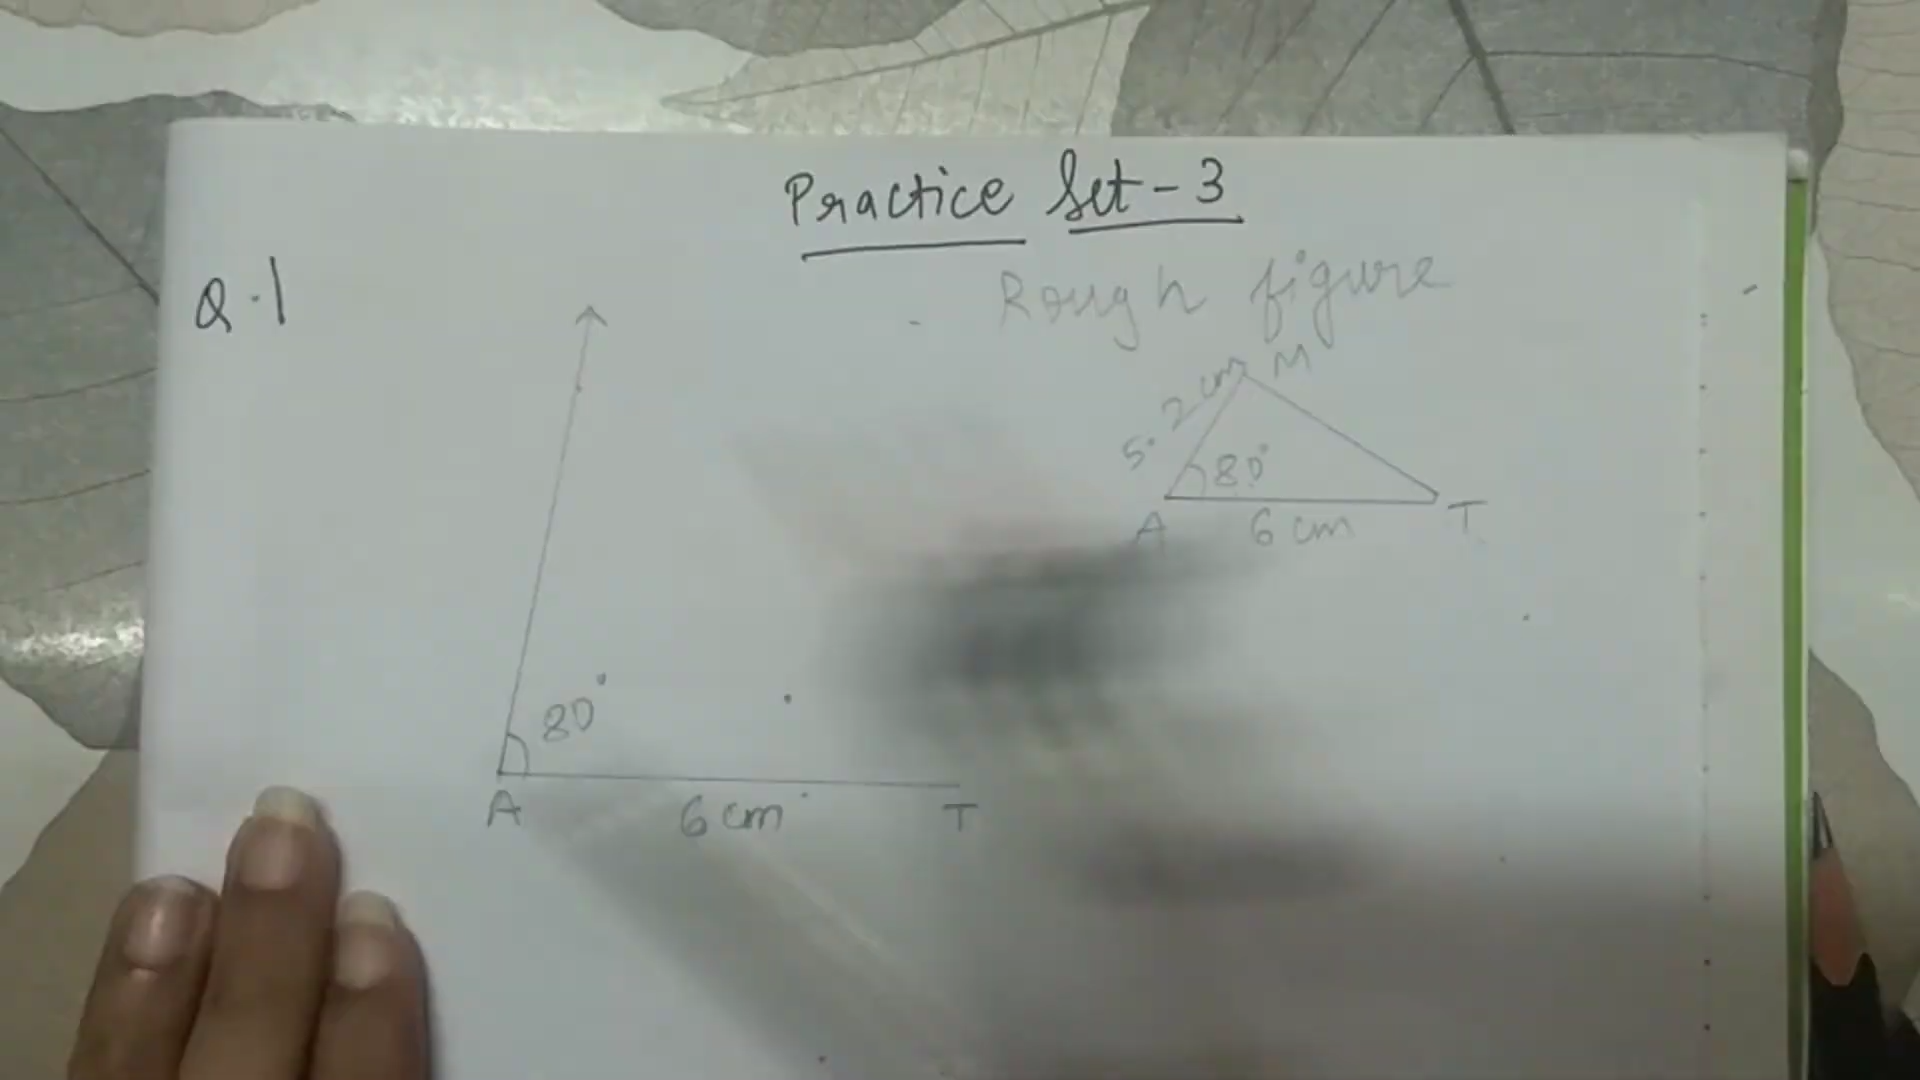 Practice Set - 3
Q.1
Rough figure
M
5.2 cm
80°
A 6 cm T
80°
A 6 cm T